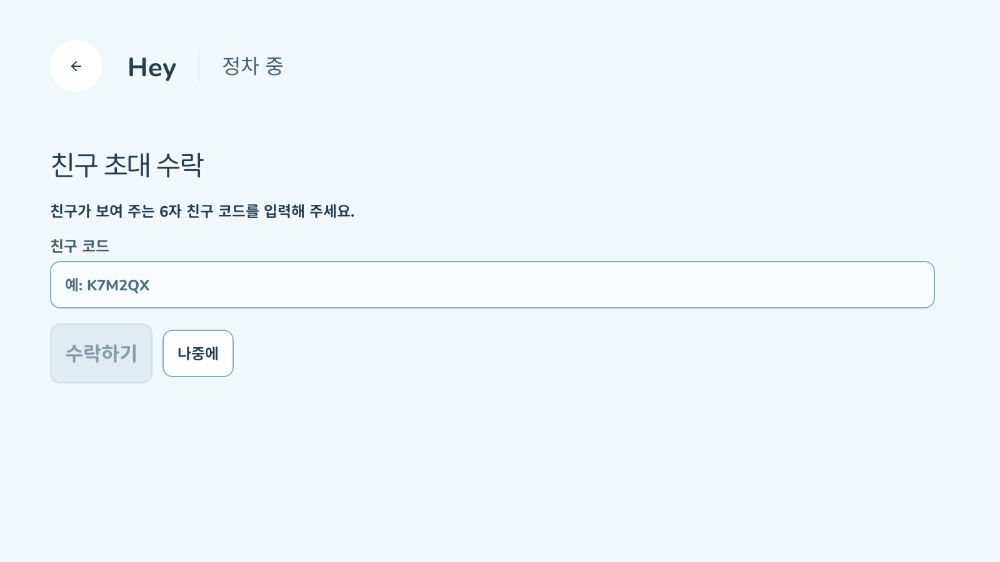 Hey
정차 중
친구 초대 수락
친구가 보여 주는 6자 친구 코드를 입력해 주세요.
친구 코드
예: K7M2QX
수락하기
나중에